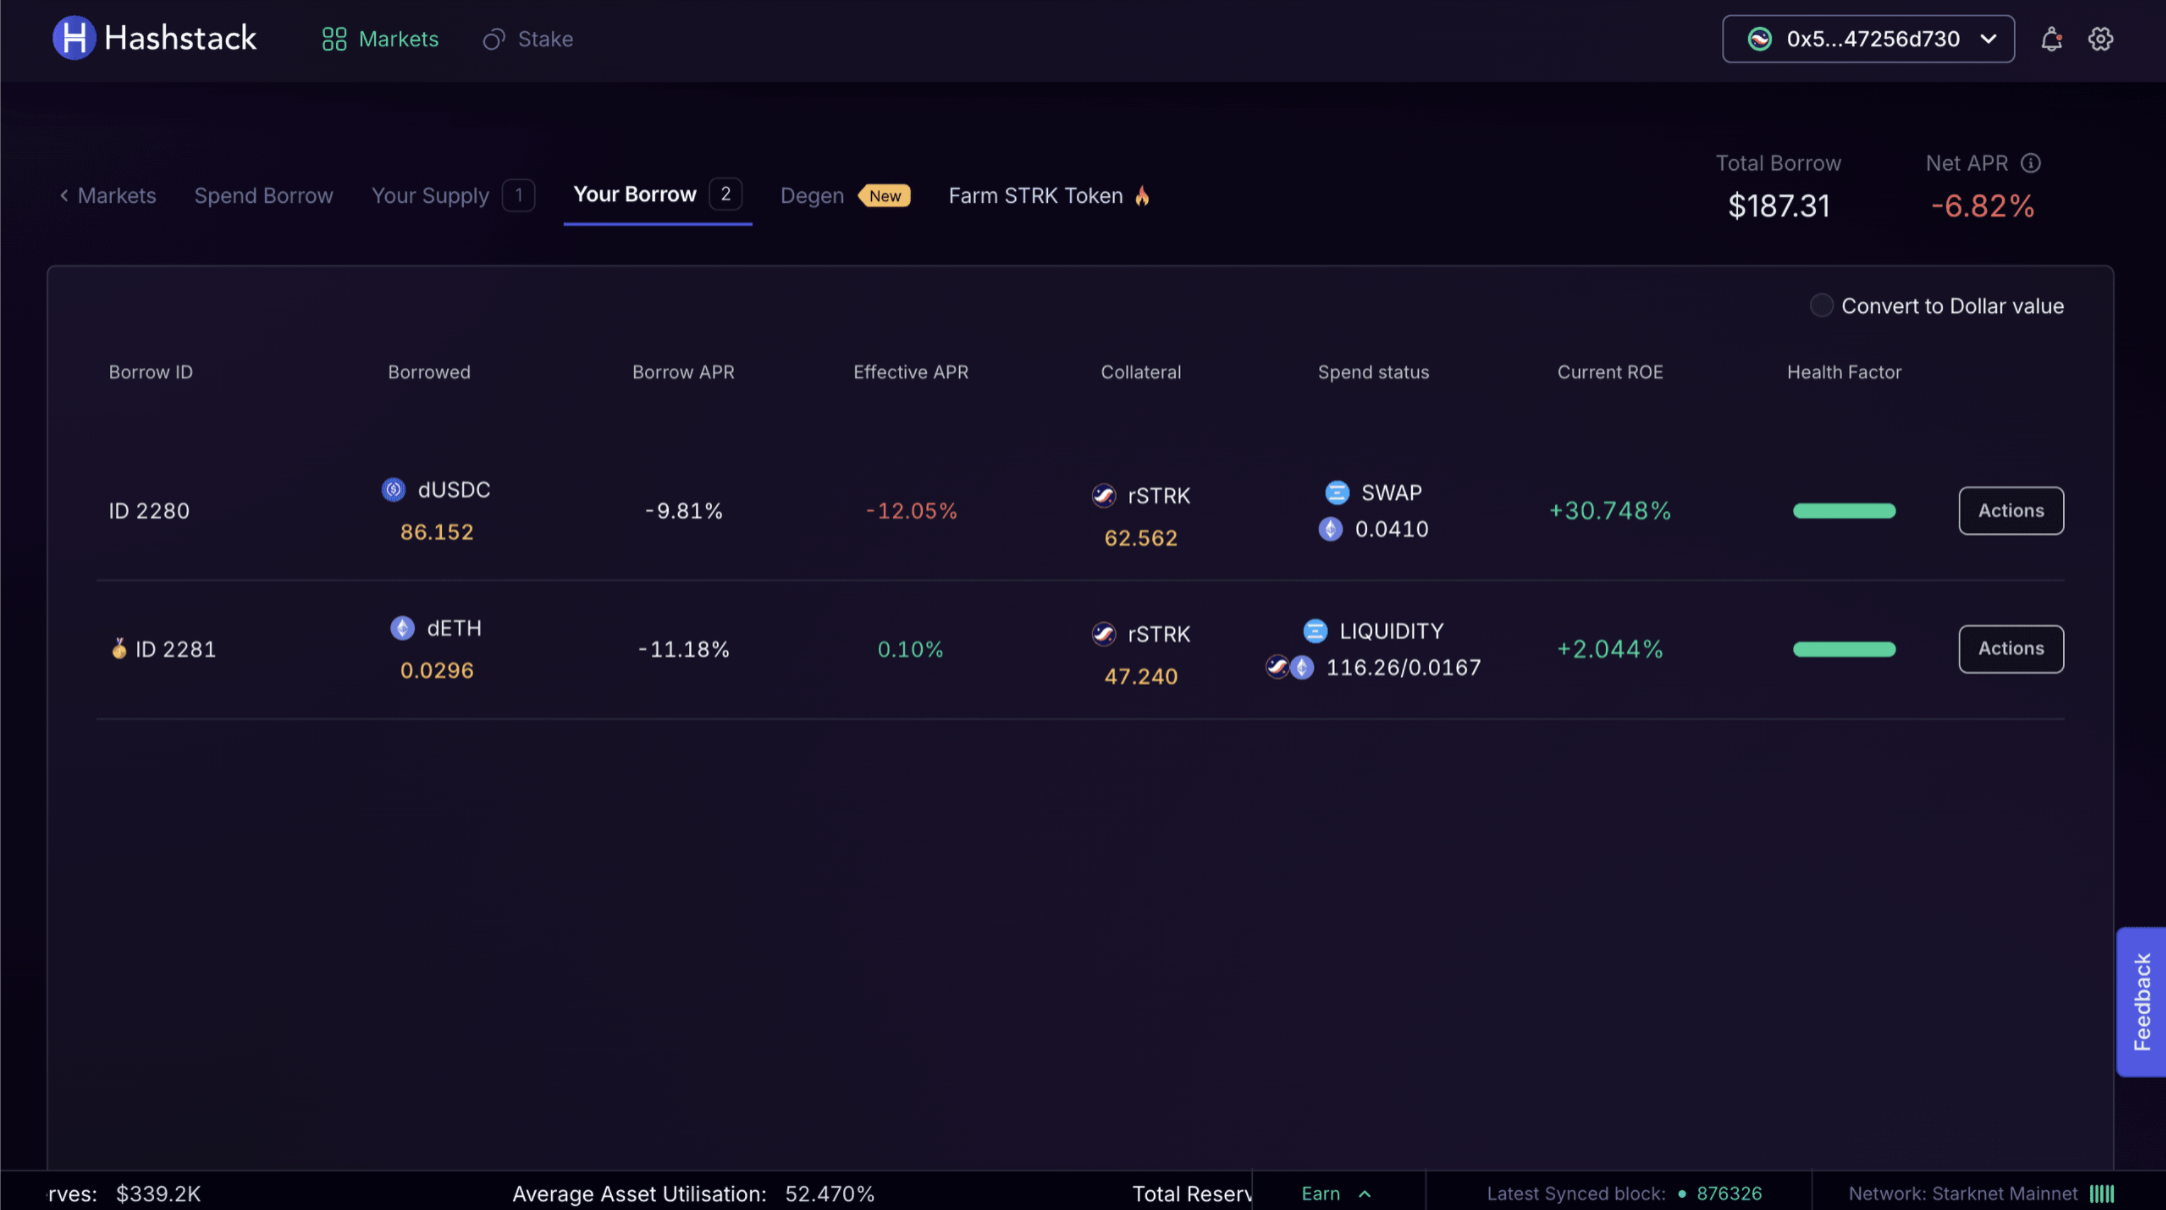 Hashstack
Markets
Stake
0x5...47256d730
Markets
Spend Borrow
Your Supply 1
Your Borrow 2
Degen New
Farm STRK Token
Total Borrow
$187.31
Net APR
-6.82%
Convert to Dollar value
Borrow ID Borrowed Borrow APR Effective APR Collateral Spend status Current ROE Health Factor
ID 2280
dUSDC
86.152
-9.81%
-12.05%
rSTRK
62.562
SWAP
0.0410
+30.748%
Actions
ID 2281
dETH
0.0296
-11.18%
0.10%
rSTRK
47.240
LIQUIDITY
116.26/0.0167
+2.044%
Actions
Feedback
rves: $339.2K
Average Asset Utilisation: 52.470%
Total Reserv
Earn
Latest Synced block: 876326
Network: Starknet Mainnet